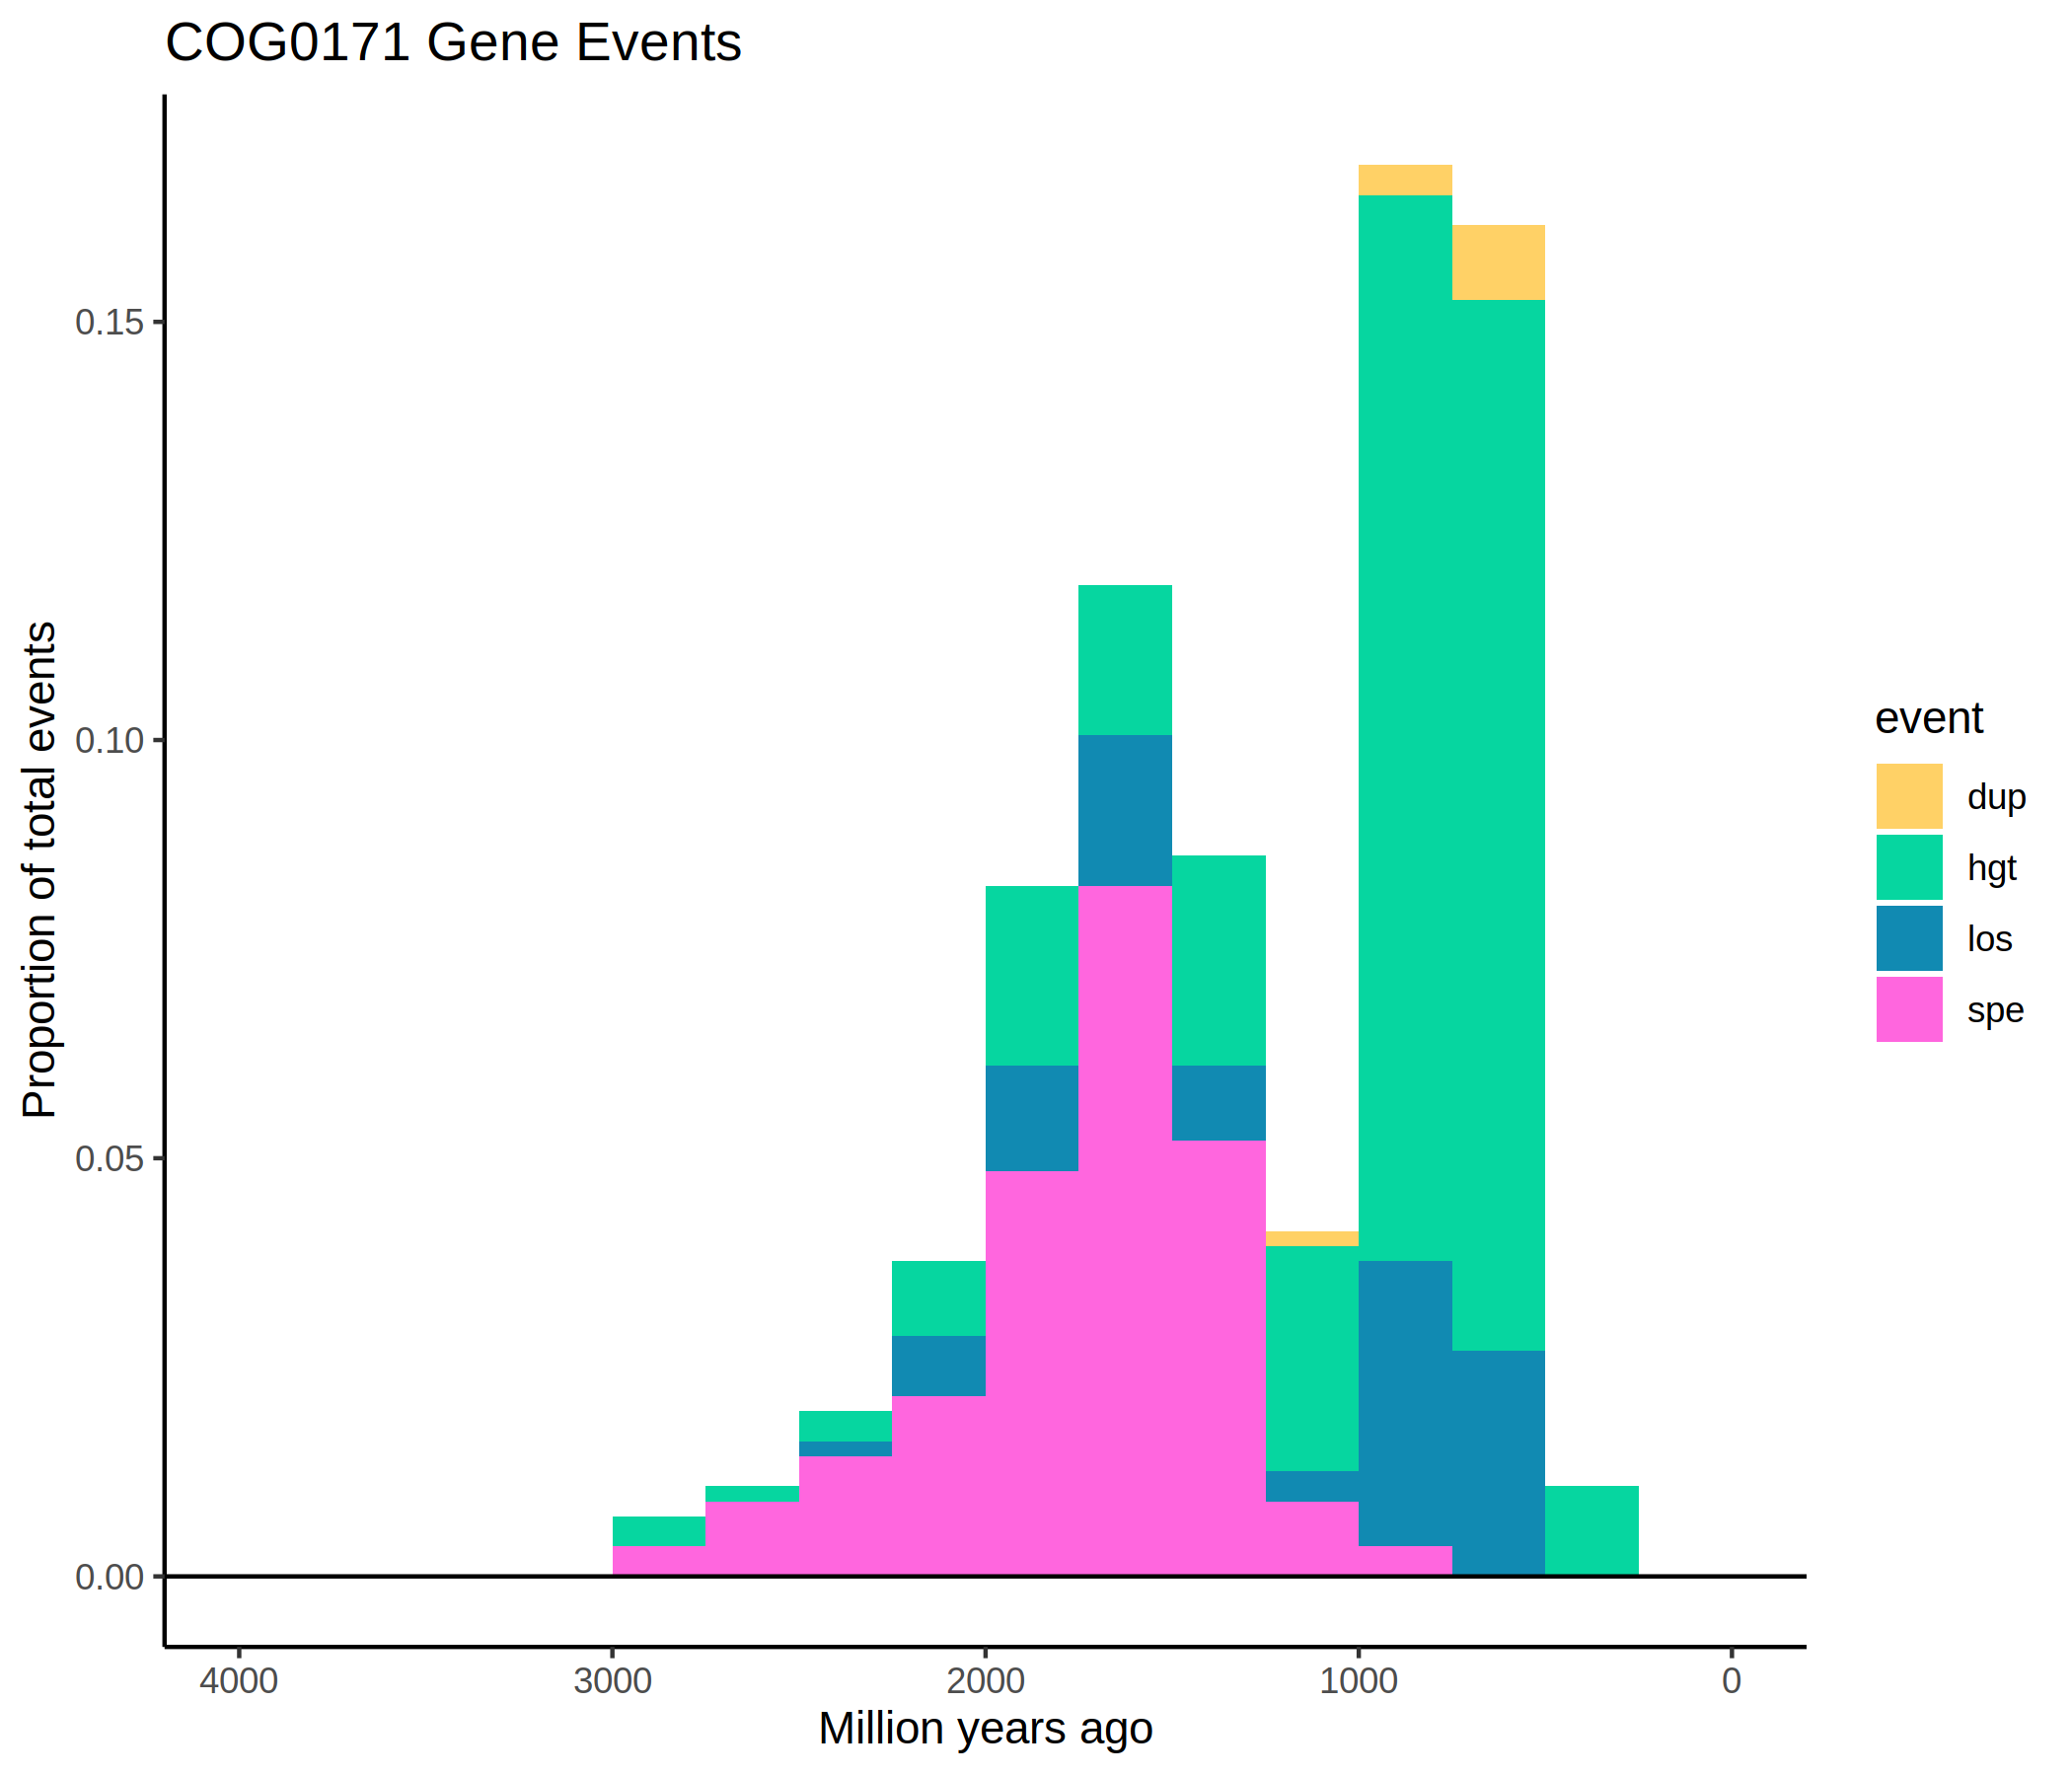 COG0171 Gene Events
Proportion of total events
0.15
0.10
0.05
0.00
4000 3000 2000 1000 0
Million years ago
event
dup
hgt
los
spe